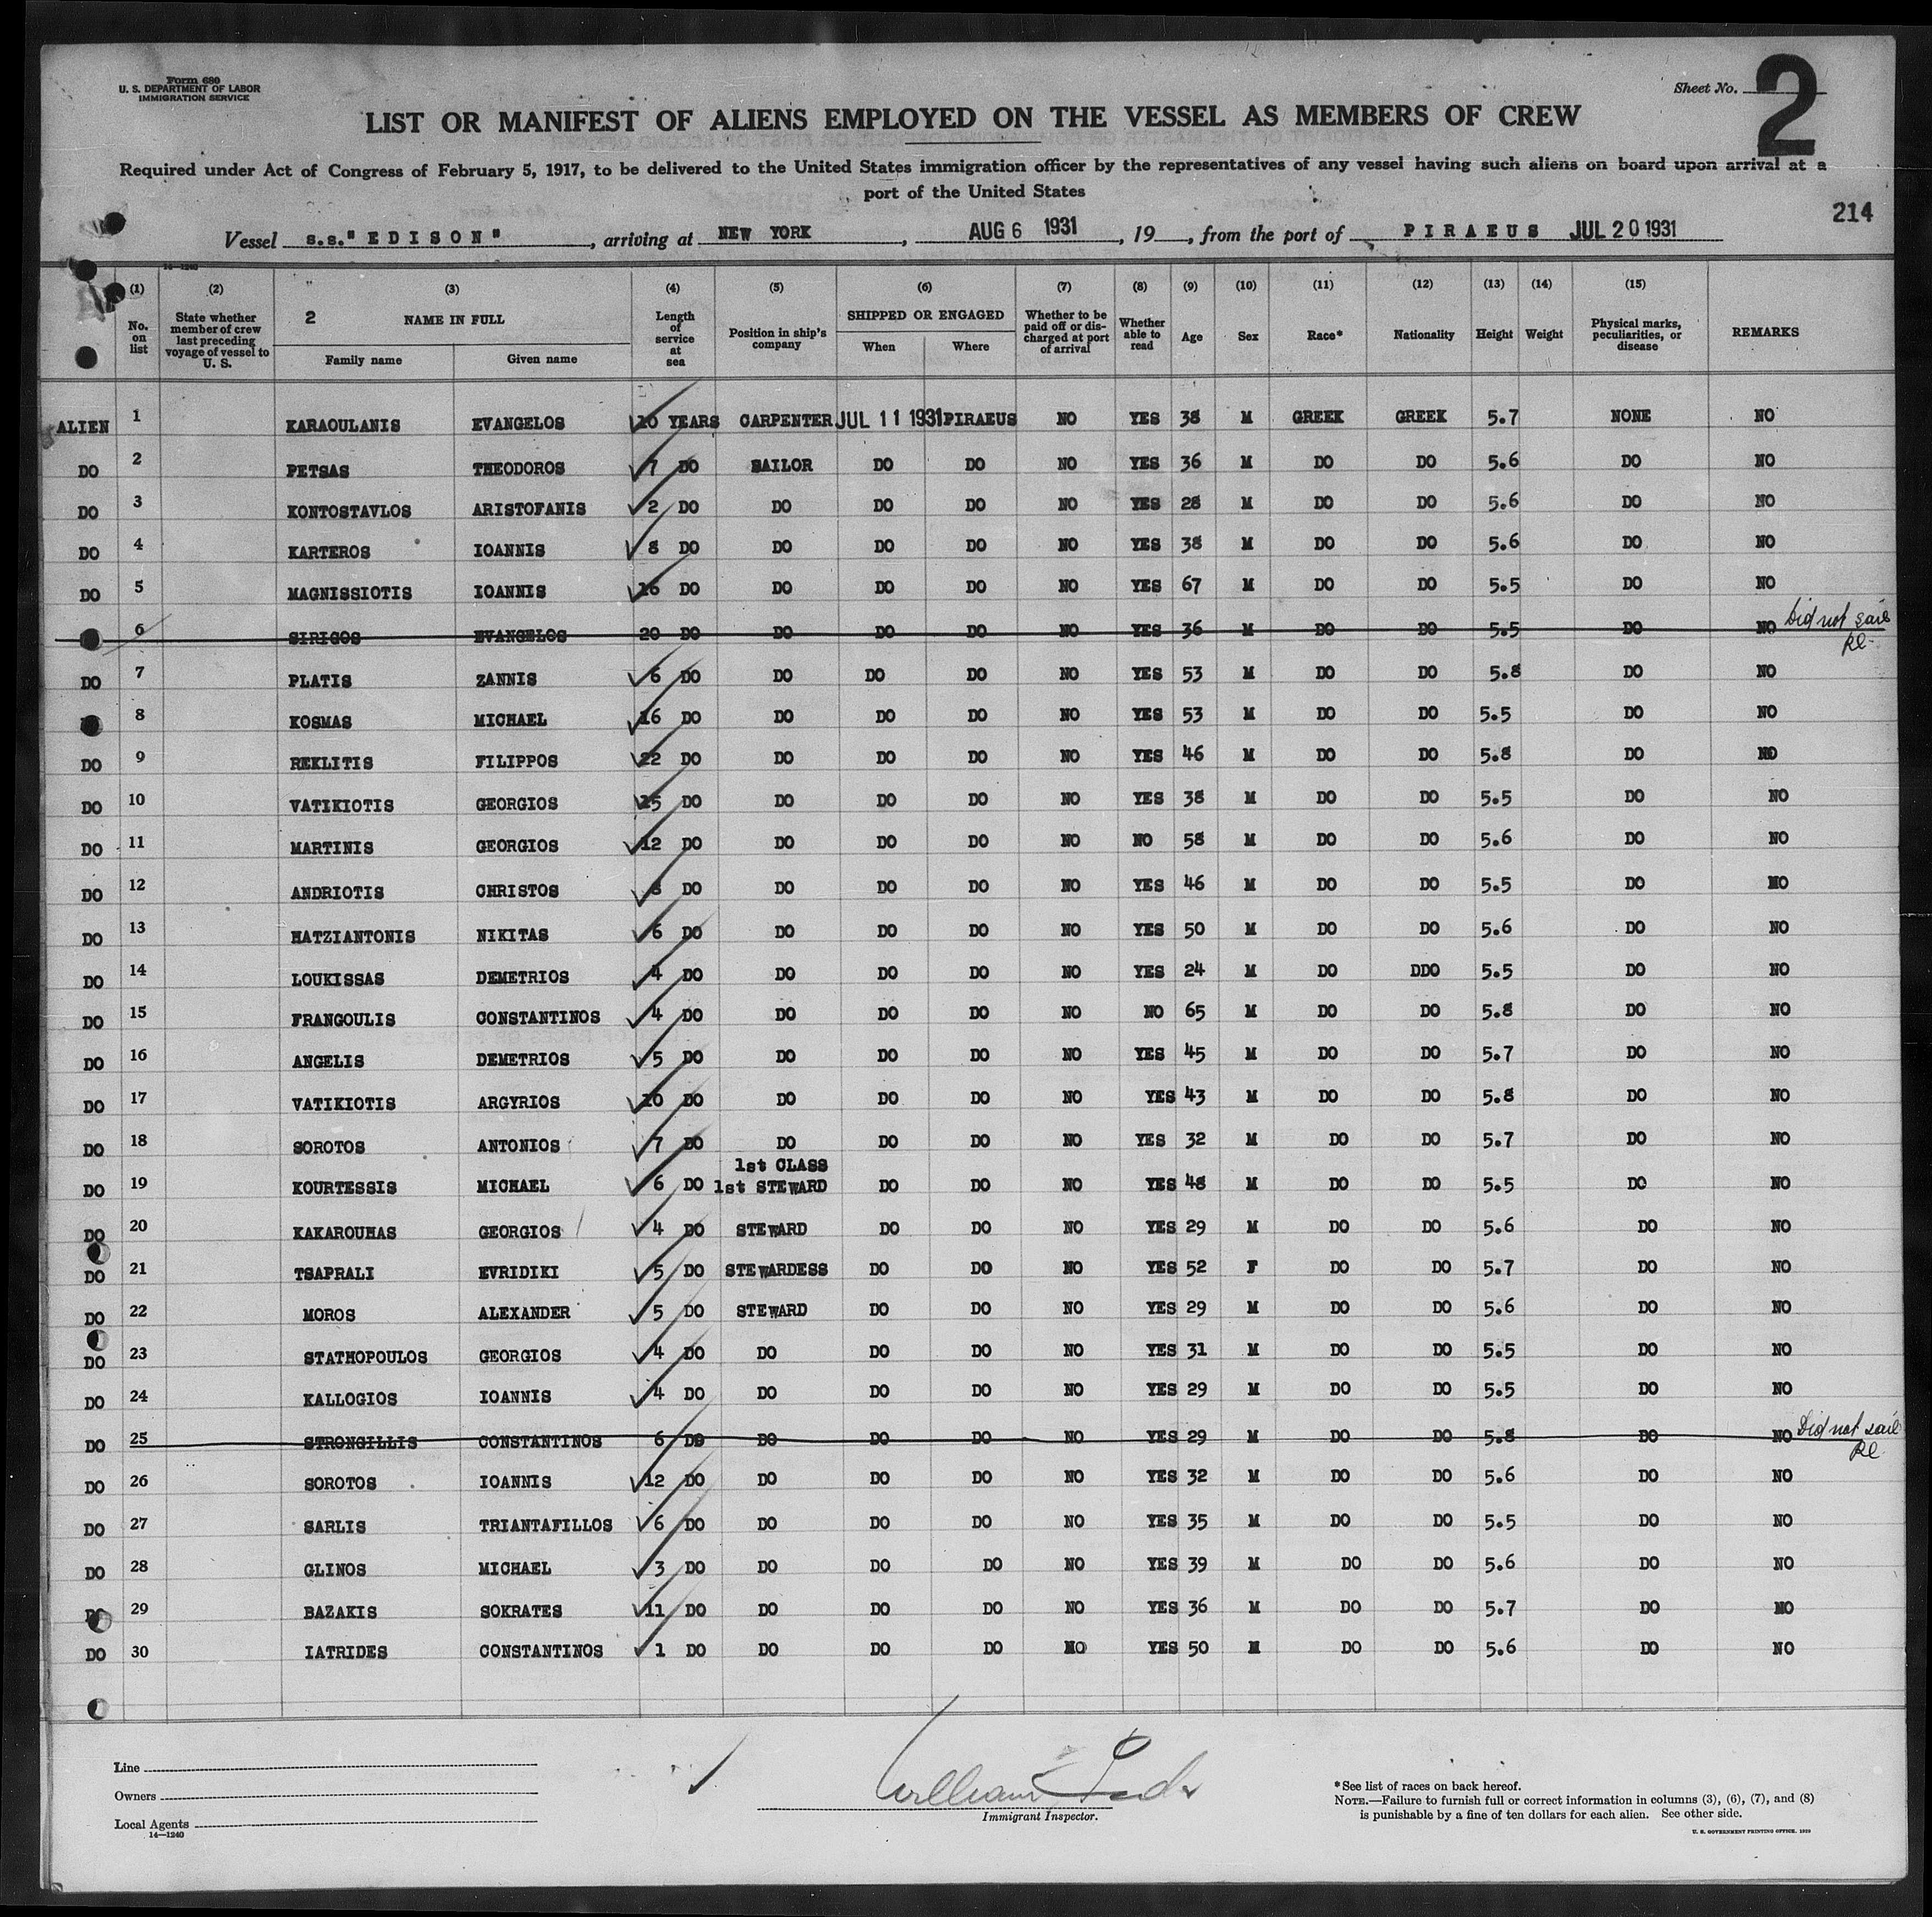 Form 680
U. S. DEPARTMENT OF LABOR
IMMIGRATION SERVICE
Sheet No. 2
LIST OR MANIFEST OF ALIENS EMPLOYED ON THE VESSEL AS MEMBERS OF CREW
Required under Act of Congress of February 5, 1917, to be delivered to the United States immigration officer by the representatives of any vessel having such aliens on board upon arrival at a
port of the United States
214
Vessel s.s." E D I S O N " , arriving at NEW YORK , AUG 6 1931 , 19 , from the port of P I R A E U S JUL 20 1931
14—1240
(1) (2) " (3) (4) (5) (6) (7) (8) (9) (10) (11) (12) (13) (14) (15)
No. on list State whether member of crew last preceding voyage of vessel to U. S. 2 NAME IN FULL Family name Given name Length of service at sea Position in ship's company SHIPPED OR ENGAGED When Where Whether to be paid off or discharged at port of arrival Whether able to read Age Sex Race* Nationality Height Weight Physical marks, peculiarities, or disease REMARKS
ALIEN 1 KARAOULANIS EVANGELOS 10 YEARS CARPENTER JUL 11 1931 PIRAEUS NO YES 38 M GREEK GREEK 5.7 NONE NO
DO 2 PETSAS THEODOROS 7 DO SAILOR DO DO NO YES 36 M DO DO 5.6 DO NO
DO 3 KONTOSTAVLOS ARISTOFANIS 2 DO DO DO DO NO YES 28 M DO DO 5.6 DO NO
DO 4 KARTEROS IOANNIS 8 DO DO DO DO NO YES 38 M DO DO 5.6 DO NO
DO 5 MAGNISSIOTIS IOANNIS 16 DO DO DO DO NO YES 67 M DO DO 5.5 DO NO
6 SIRIGOS EVANGELOS 20 DO DO DO DO NO YES 36 M DO DO 5.5 DO NO Did not sail
DO 7 PLATIS ZANNIS 6 DO DO DO DO NO YES 53 M DO DO 5.8 DO NO
8 KOSMAS MICHAEL 16 DO DO DO DO NO YES 53 M DO DO 5.5 DO NO
DO 9 REKLITIS FILIPPOS 22 DO DO DO DO NO YES 46 M DO DO 5.8 DO NO
DO 10 VATIKIOTIS GEORGIOS 15 DO DO DO DO NO YES 38 M DO DO 5.5 DO NO
DO 11 MARTINIS GEORGIOS 12 DO DO DO DO NO NO 58 M DO DO 5.6 DO NO
DO 12 ANDRIOTIS CHRISTOS DO DO DO DO NO YES 46 M DO DO 5.5 DO NO
DO 13 HATZIANTONIS NIKITAS 6 DO DO DO DO NO YES 50 M DO DO 5.6 DO NO
DO 14 LOUKISSAS DEMETRIOS 4 DO DO DO DO NO YES 24 M DO DDO 5.5 DO NO
DO 15 FRANGOULIS CONSTANTINOS 4 DO DO DO DO NO NO 65 M DO DO 5.8 DO NO
DO 16 ANGELIS DEMETRIOS 5 DO DO DO DO NO YES 45 M DO DO 5.7 DO NO
DO 17 VATIKIOTIS ARGYRIOS 10 DO DO DO DO NO YES 43 M DO DO 5.8 DO NO
DO 18 SOROTOS ANTONIOS 7 DO DO DO DO NO YES 32 M DO DO 5.7 DO NO
1st CLASS
DO 19 KOURTESSIS MICHAEL 6 DO 1st STEWARD DO DO NO YES 48 M DO DO 5.5 DO NO
DO 20 KAKAROUHAS GEORGIOS 4 DO STEWARD DO DO NO YES 29 M DO DO 5.6 DO NO
DO 21 TSAPRALI EVRIDIKI 5 DO STEWARDESS DO DO NO YES 52 F DO DO 5.7 DO NO
DO 22 MOROS ALEXANDER 5 DO STEWARD DO DO NO YES 29 M DO DO 5.6 DO NO
DO 23 STATHOPOULOS GEORGIOS 4 DO DO DO DO NO YES 31 M DO DO 5.5 DO NO
DO 24 KALLOGIOS IOANNIS 4 DO DO DO DO NO YES 29 M DO DO 5.5 DO NO
DO 25 STRONGILLIS CONSTANTINOS 6 DO DO DO DO NO YES 29 M DO DO 5.8 DO NO Did not sail
DO 26 SOROTOS IOANNIS 12 DO DO DO DO NO YES 32 M DO DO 5.6 DO NO
DO 27 SARLIS TRIANTAFILLOS 6 DO DO DO DO NO YES 35 M DO DO 5.5 DO NO
DO 28 GLINOS MICHAEL 3 DO DO DO DO NO YES 39 M DO DO 5.6 DO NO
DO 29 BAZAKIS SOKRATES 11 DO DO DO DO NO YES 36 M DO DO 5.7 DO NO
DO 30 IATRIDES CONSTANTINOS 1 DO DO DO DO NO YES 50 M DO DO 5.6 DO NO
Line
Owners
Local Agents
14—1240
William
Immigrant Inspector.
*See list of races on back hereof.
NOTE.—Failure to furnish full or correct information in columns (3), (6), (7), and (8)
is punishable by a fine of ten dollars for each alien. See other side.
U. S. GOVERNMENT PRINTING OFFICE. 1929